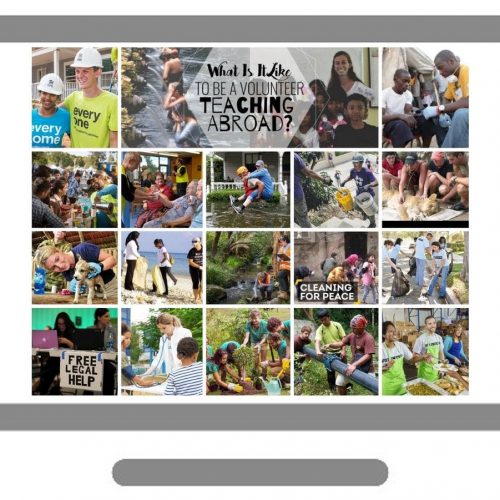 every
one
every
one
What Is It Like
TO BE A VOLUNTEER
TEACHING
ABROAD?
CLEANING
FOR PEACE
FREE
LEGAL
HELP